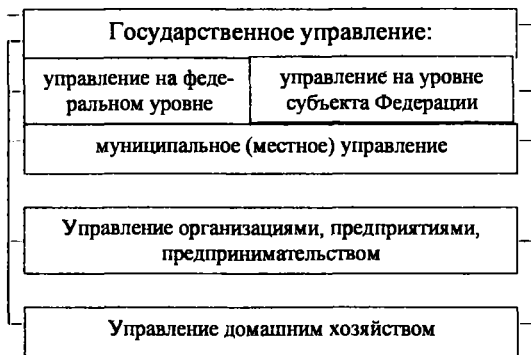 Государственное управление:
управление на феде-
ральном уровне
управление на уровне
субъекта Федерации
муниципальное (местное) управление
Управление организациями, предприятиями,
предпринимательством
Управление домашним хозяйством